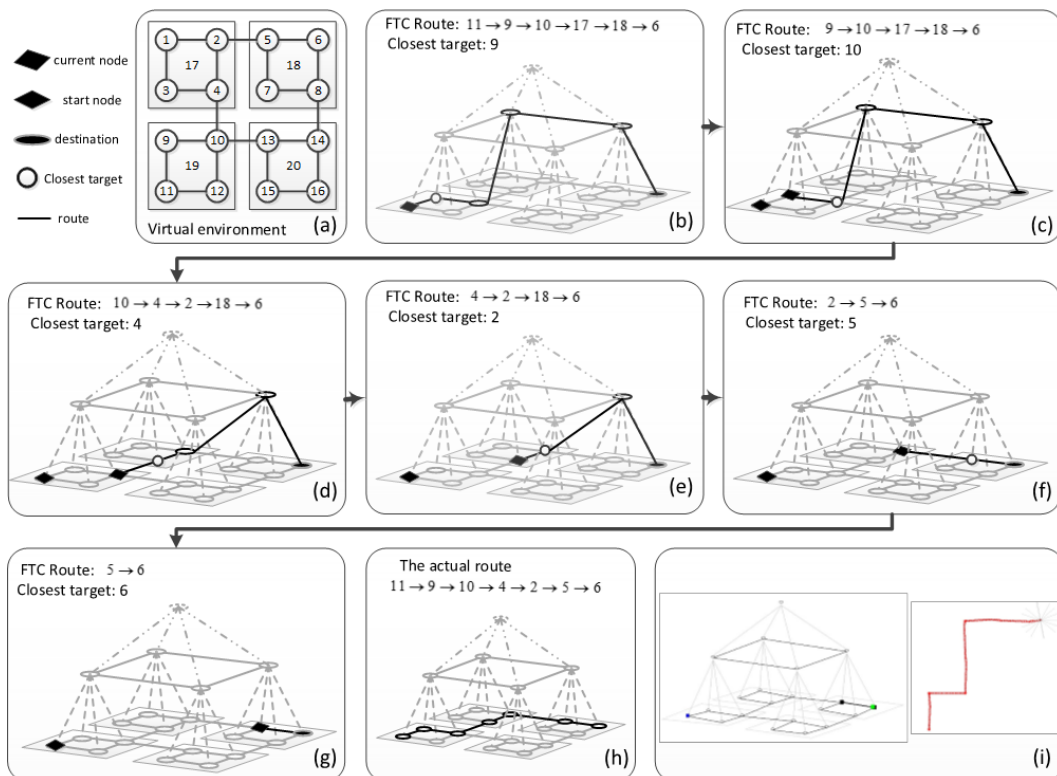 current node
start node
destination
Closest target
route
1 2 5 6
17 18
3 4 7 8
9 10 13 14
19 20
11 12 15 16
Virtual environment (a)
FTC Route: 11 → 9 → 10 → 17 → 18 → 6
Closest target: 9
(b)
FTC Route: 9 → 10 → 17 → 18 → 6
Closest target: 10
(c)
FTC Route: 10 → 4 → 2 → 18 → 6
Closest target: 4
(d)
FTC Route: 4 → 2 → 18 → 6
Closest target: 2
(e)
FTC Route: 2 → 5 → 6
Closest target: 5
(f)
FTC Route: 5 → 6
Closest target: 6
(g)
The actual route
11 → 9 → 10 → 4 → 2 → 5 → 6
(h)
(i)